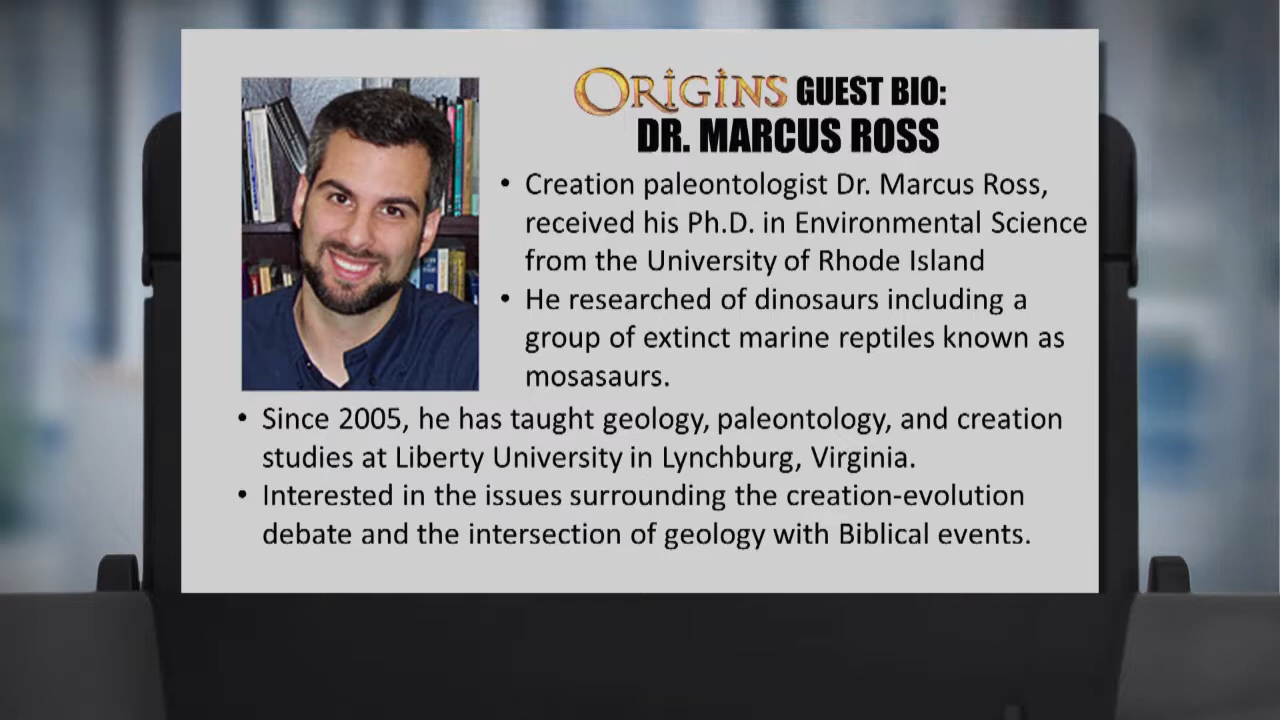 ORIGINS GUEST BIO:
DR. MARCUS ROSS
• Creation paleontologist Dr. Marcus Ross,
received his Ph.D. in Environmental Science
from the University of Rhode Island
• He researched of dinosaurs including a
group of extinct marine reptiles known as
mosasaurs.
• Since 2005, he has taught geology, paleontology, and creation
studies at Liberty University in Lynchburg, Virginia.
• Interested in the issues surrounding the creation-evolution
debate and the intersection of geology with Biblical events.